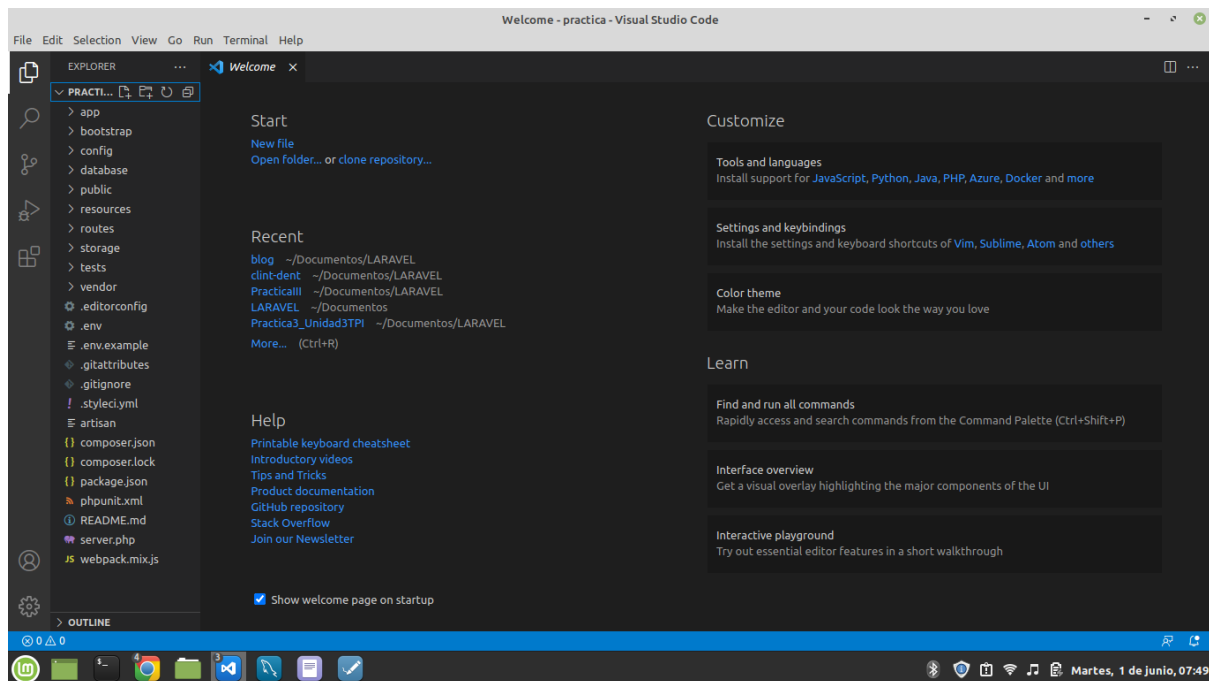 Welcome - practica - Visual Studio Code
File Edit Selection View Go Run Terminal Help
EXPLORER
PRACTI...
app
bootstrap
config
database
public
resources
routes
storage
tests
vendor
.editorconfig
.env
.env.example
.gitattributes
.gitignore
.styleci.yml
artisan
composer.json
composer.lock
package.json
phpunit.xml
README.md
server.php
JS webpack.mix.js
OUTLINE
Welcome
Start
New file
Open folder... or clone repository...
Recent
blog ~/Documentos/LARAVEL
clint-dent ~/Documentos/LARAVEL
PracticaIII ~/Documentos/LARAVEL
LARAVEL ~/Documentos
Practica3_Unidad3TPI ~/Documentos/LARAVEL
More... (Ctrl+R)
Help
Printable keyboard cheatsheet
Introductory videos
Tips and Tricks
Product documentation
GitHub repository
Stack Overflow
Join our Newsletter
Show welcome page on startup
Customize
Tools and languages
Install support for JavaScript, Python, Java, PHP, Azure, Docker and more
Settings and keybindings
Install the settings and keyboard shortcuts of Vim, Sublime, Atom and others
Color theme
Make the editor and your code look the way you love
Learn
Find and run all commands
Rapidly access and search commands from the Command Palette (Ctrl+Shift+P)
Interface overview
Get a visual overlay highlighting the major components of the UI
Interactive playground
Try out essential editor features in a short walkthrough
0 0
4 3
Martes, 1 de junio, 07:49